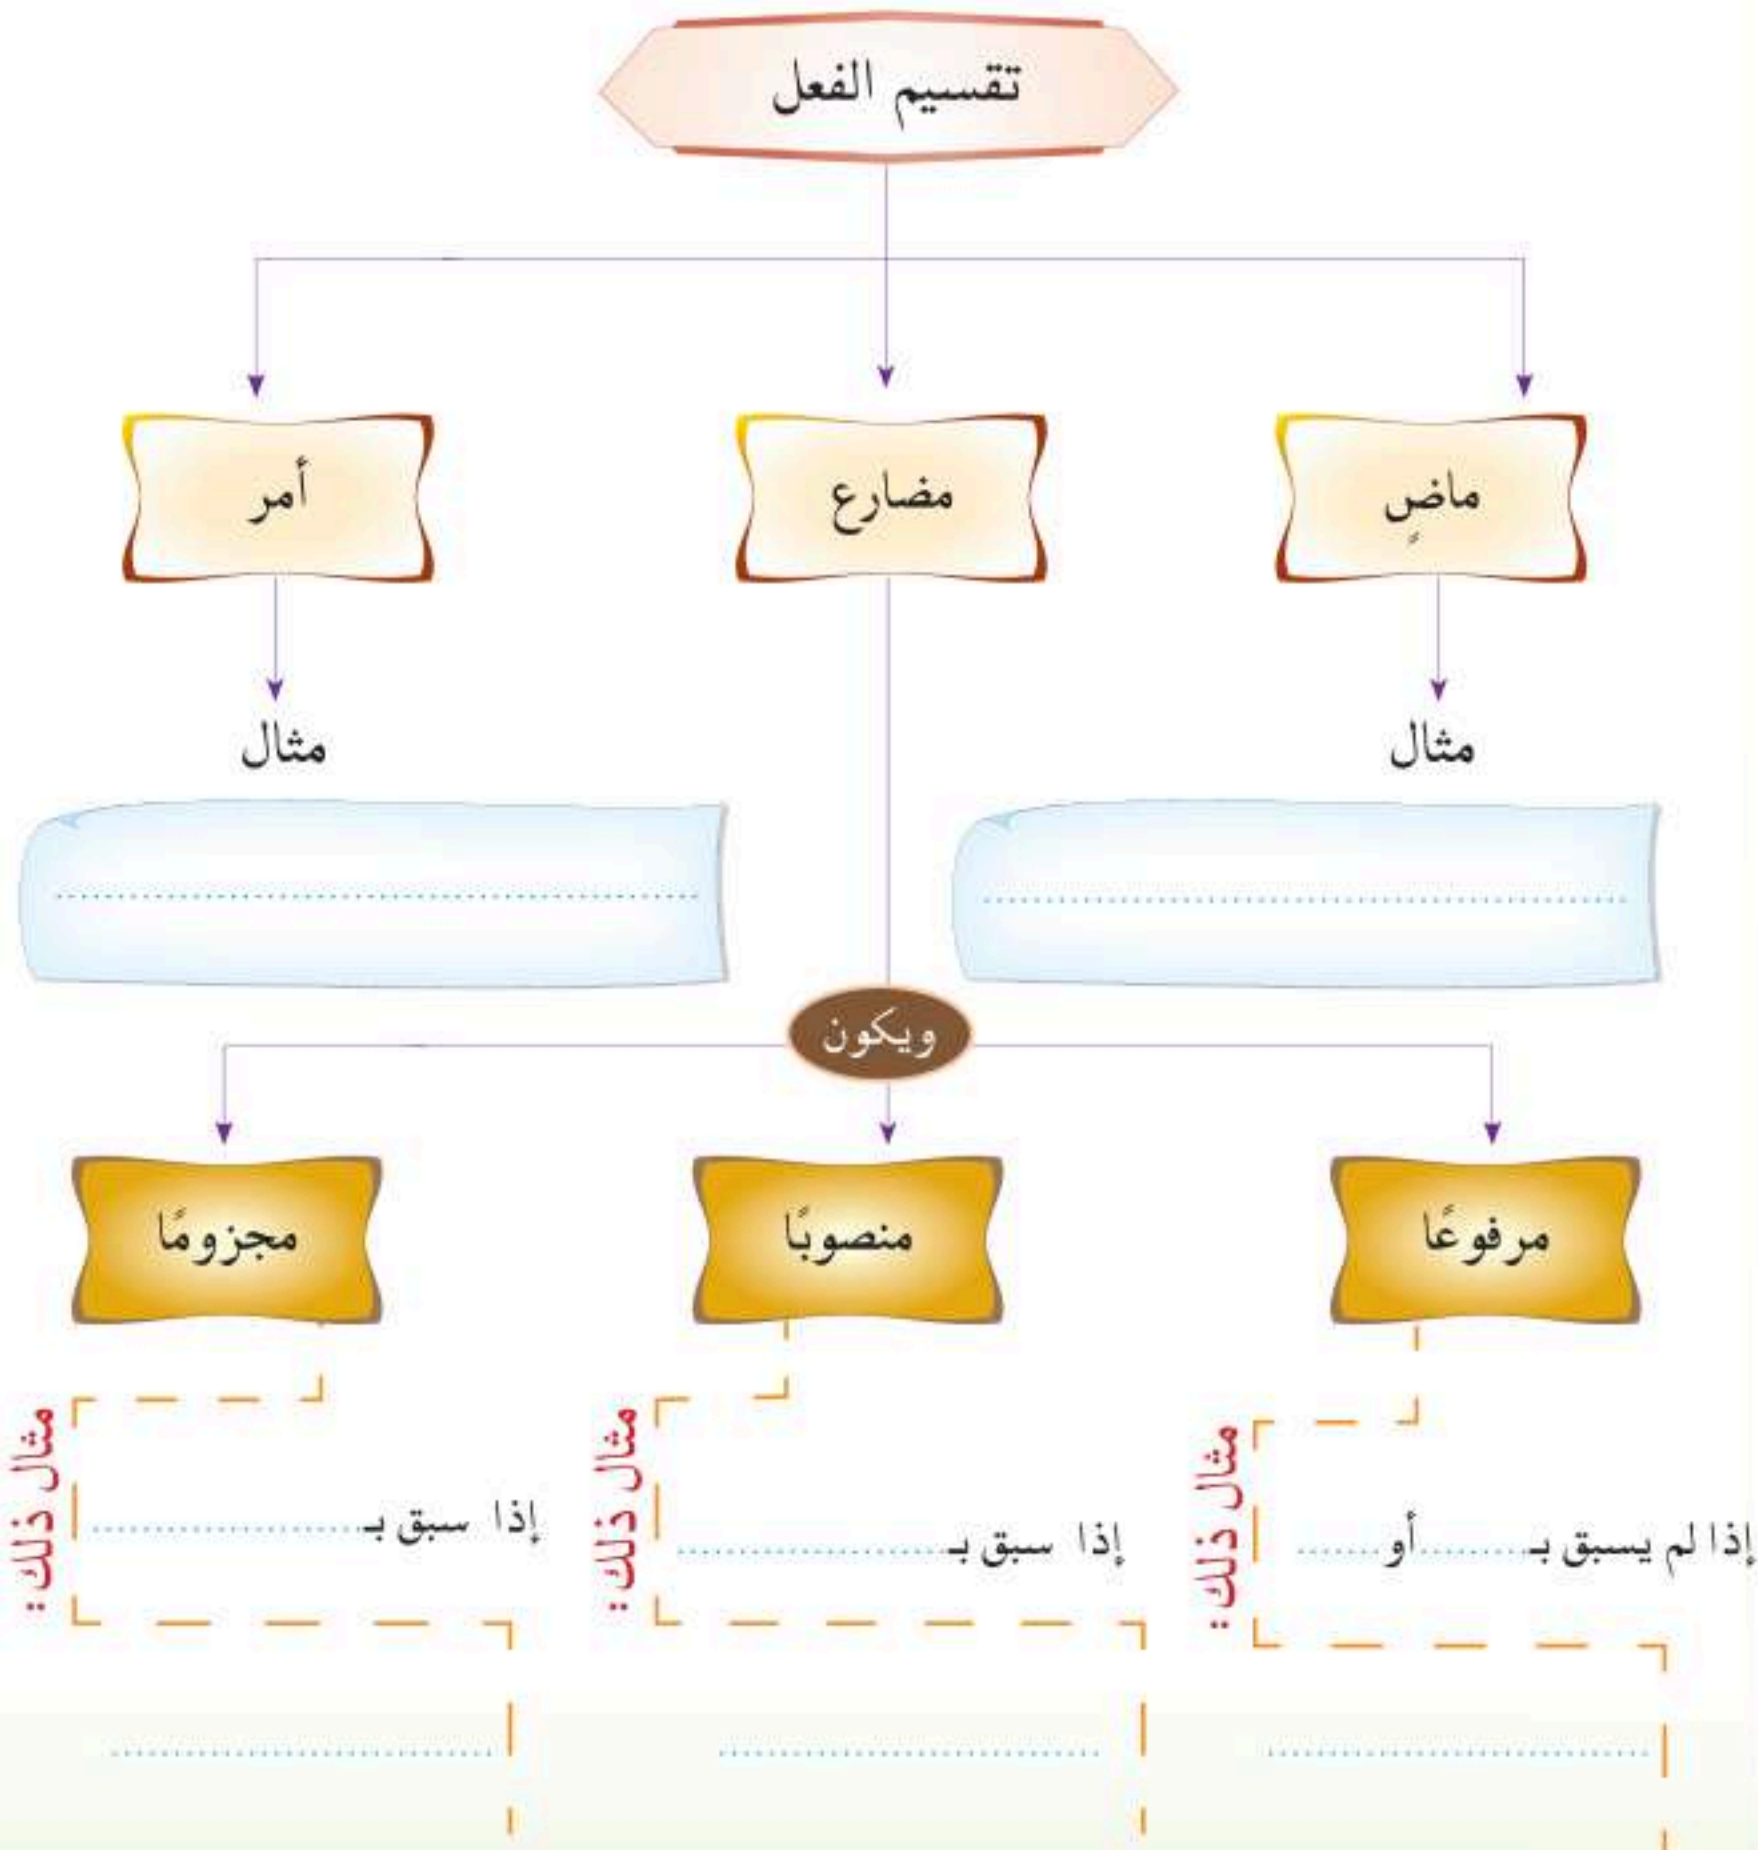 تقسيم الفعل
ماضٍ
مضارع
أمر
مثال
مثال
ويكون
مرفوعًا
منصوبًا
مجزومًا
إذا لم يسبق بـ..........أو........
مثال ذلك:
إذا سبق بـ..............................
مثال ذلك:
إذا سبق بـ..............................
مثال ذلك: